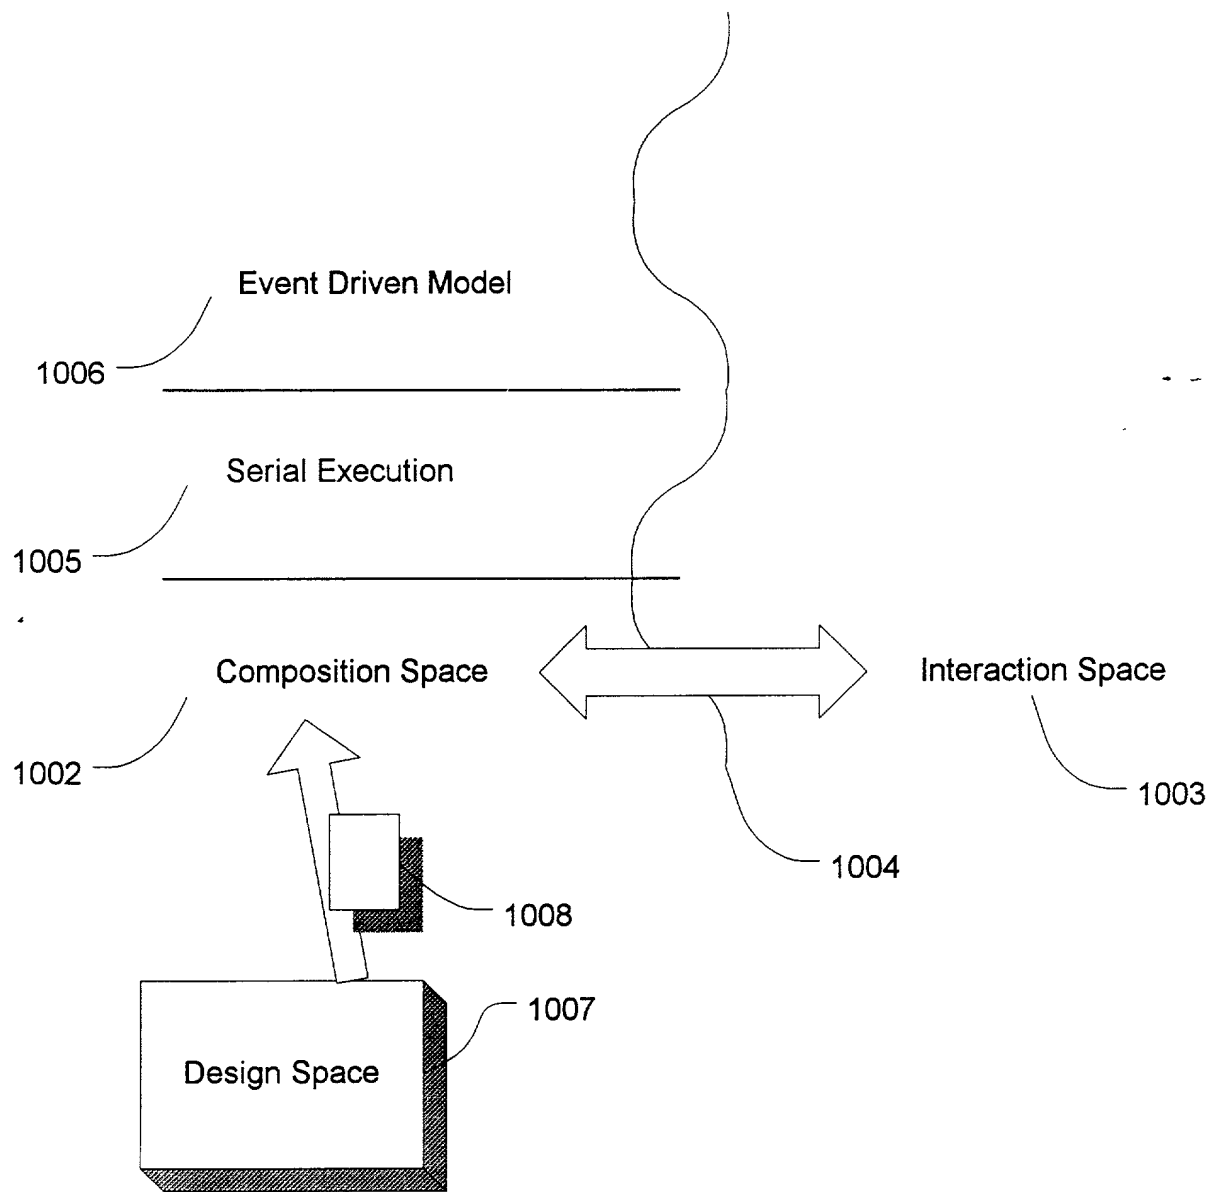 Event Driven Model
1006
Serial Execution
1005
Composition Space
Interaction Space
1002
1003
1004
1008
1007
Design Space